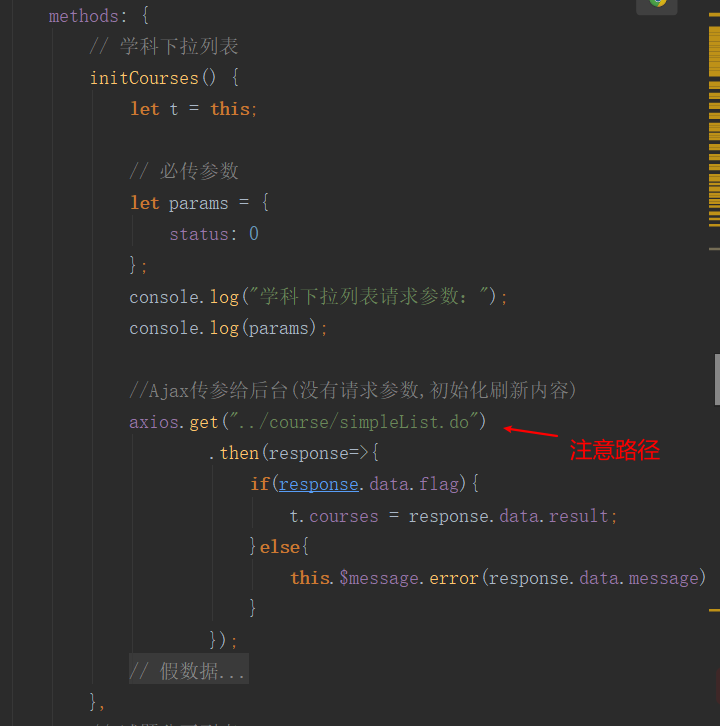 methods: {
// 学科下拉列表
initCourses() {
let t = this;
// 必传参数
let params = {
status: 0
};
console.log("学科下拉列表请求参数：");
console.log(params);
//Ajax传参给后台(没有请求参数,初始化刷新内容)
axios.get("../course/simpleList.do")
注意路径
.then(response=>{
if(response.data.flag){
t.courses = response.data.result;
}else{
this.$message.error(response.data.message)
}
});
// 假数据...
},